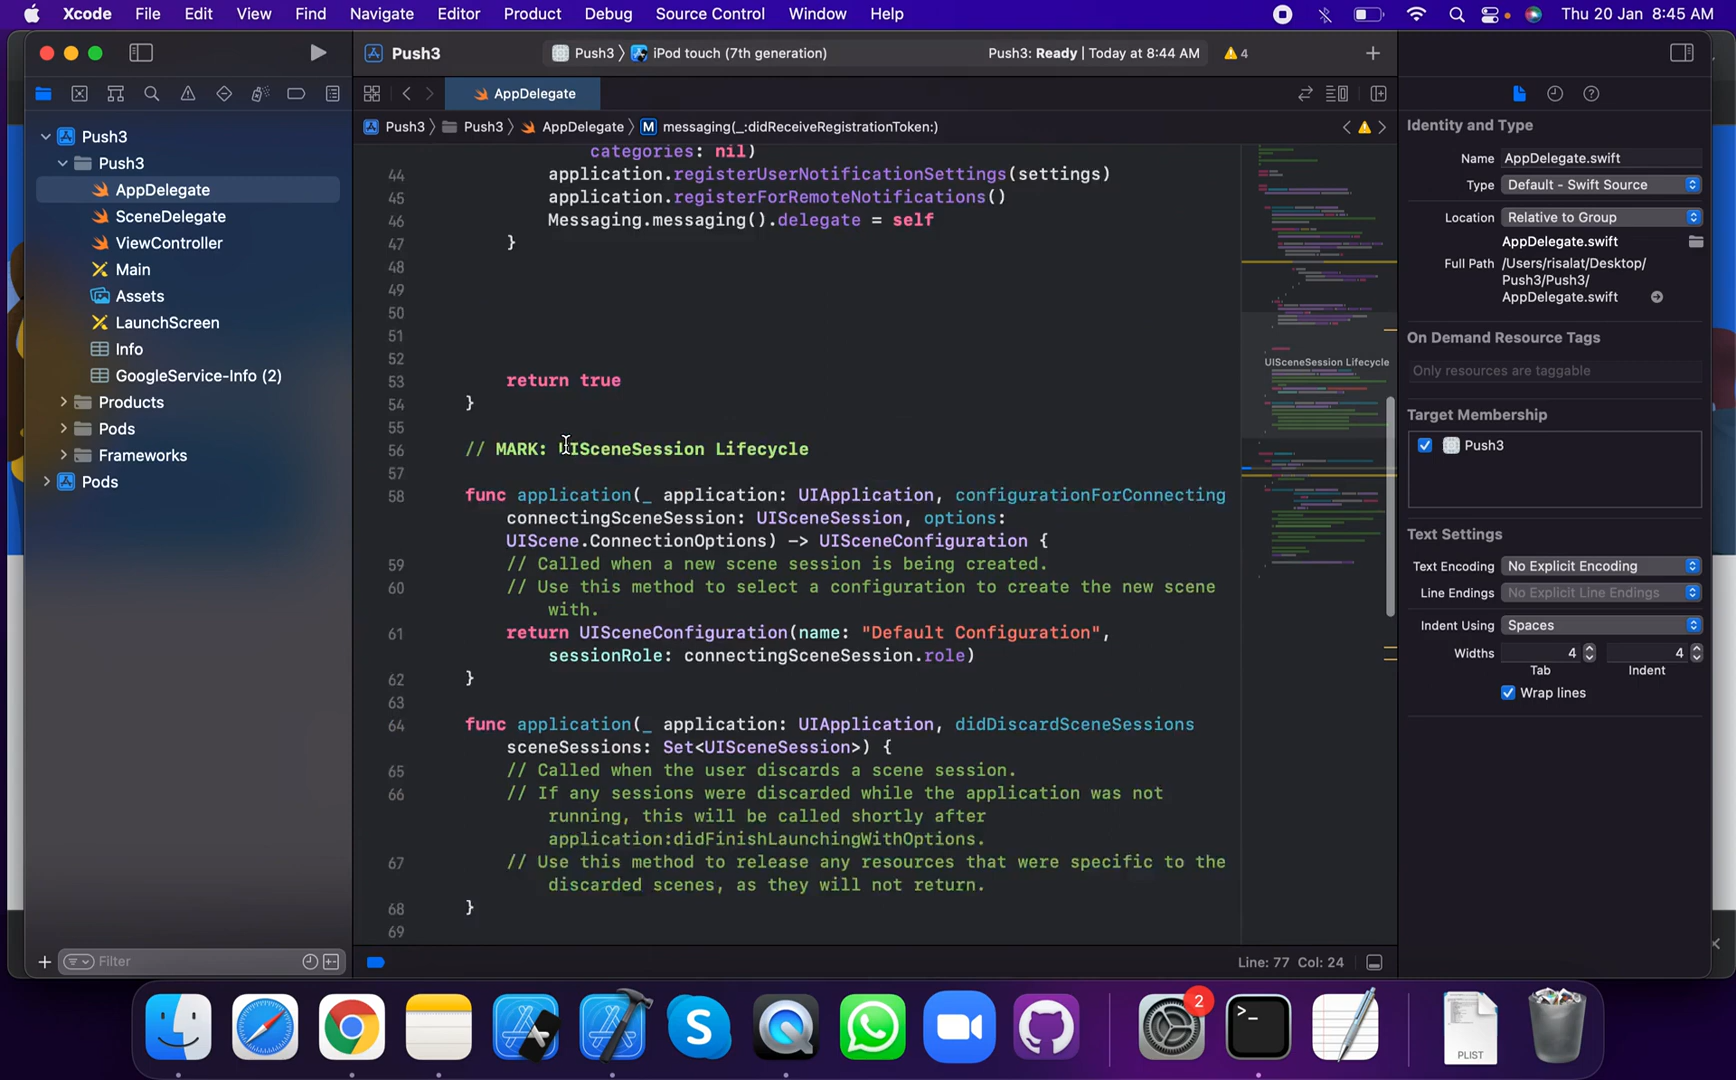 Xcode File Edit View Find Navigate Editor Product Debug Source Control Window Help Thu 20 Jan 8:45 AM
Push3 Push3 iPod touch (7th generation) Push3: Ready | Today at 8:44 AM 4
AppDelegate
Push3 Push3 AppDelegate M messaging(_:didReceiveRegistrationToken:)
Push3
Push3
AppDelegate
SceneDelegate
ViewController
Main
Assets
LaunchScreen
Info
GoogleService-Info (2)
Products
Pods
Frameworks
Pods
Filter
categories: nil)
44 application.registerUserNotificationSettings(settings)
45 application.registerForRemoteNotifications()
46 Messaging.messaging().delegate = self
47 }
48
49
50
51
52
53 return true
54 }
55
56 // MARK: UISceneSession Lifecycle
57
58 func application(_ application: UIApplication, configurationForConnecting
connectingSceneSession: UISceneSession, options:
UIScene.ConnectionOptions) -> UISceneConfiguration {
59 // Called when a new scene session is being created.
60 // Use this method to select a configuration to create the new scene
with.
61 return UISceneConfiguration(name: "Default Configuration",
sessionRole: connectingSceneSession.role)
62 }
63
64 func application(_ application: UIApplication, didDiscardSceneSessions
sceneSessions: Set<UISceneSession>) {
65 // Called when the user discards a scene session.
66 // If any sessions were discarded while the application was not
running, this will be called shortly after
application:didFinishLaunchingWithOptions.
67 // Use this method to release any resources that were specific to the
discarded scenes, as they will not return.
68 }
69
UISceneSession Lifecycle
Line: 77 Col: 24
Identity and Type
Name AppDelegate.swift
Type Default - Swift Source
Location Relative to Group
AppDelegate.swift
Full Path /Users/risalat/Desktop/
Push3/Push3/
AppDelegate.swift
On Demand Resource Tags
Only resources are taggable
Target Membership
Push3
Text Settings
Text Encoding No Explicit Encoding
Line Endings No Explicit Line Endings
Indent Using Spaces
Widths 4 4
Tab Indent
Wrap lines
2
PLIST